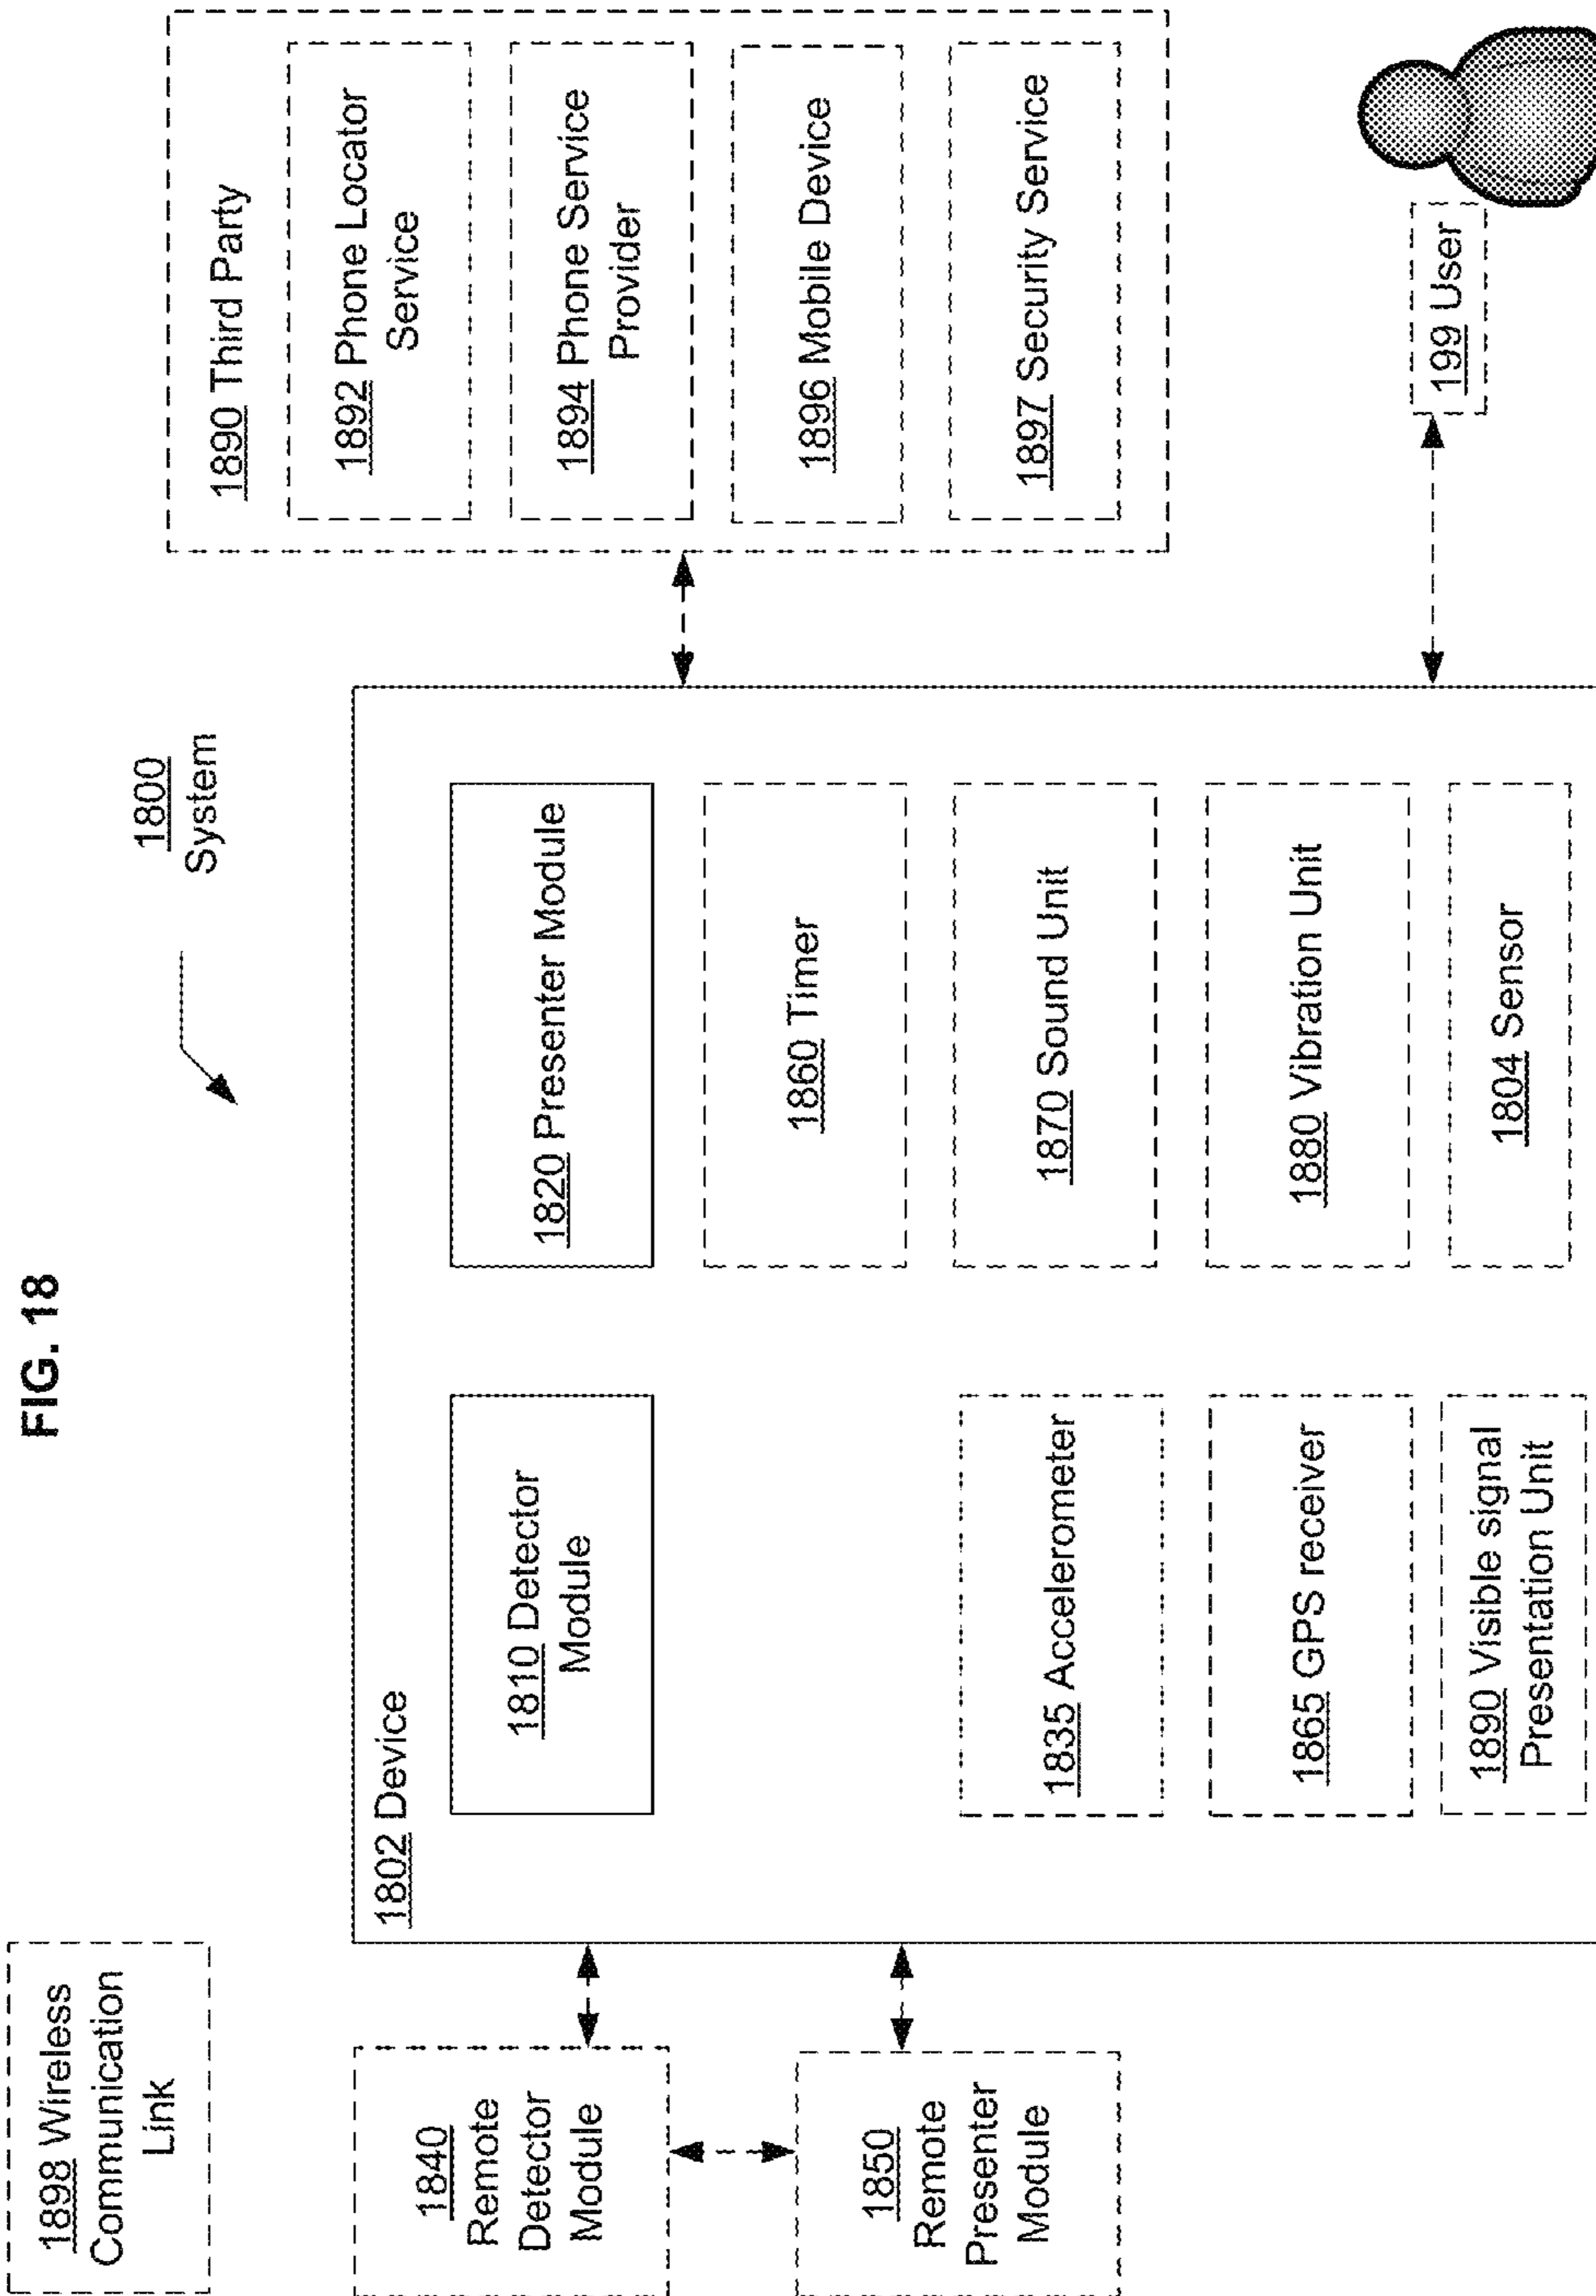 FIG. 18
1800
System
1898 Wireless
Communication
Link
1802 Device
1840
Remote
Detector
Module
1850
Remote
Presenter
Module
1810 Detector
Module
1820 Presenter Module
1860 Timer
1835 Accelerometer
1870 Sound Unit
1865 GPS receiver
1880 Vibration Unit
1890 Visible signal
Presentation Unit
1804 Sensor
1890 Third Party
1892 Phone Locator
Service
1894 Phone Service
Provider
1896 Mobile Device
1897 Security Service
199 User